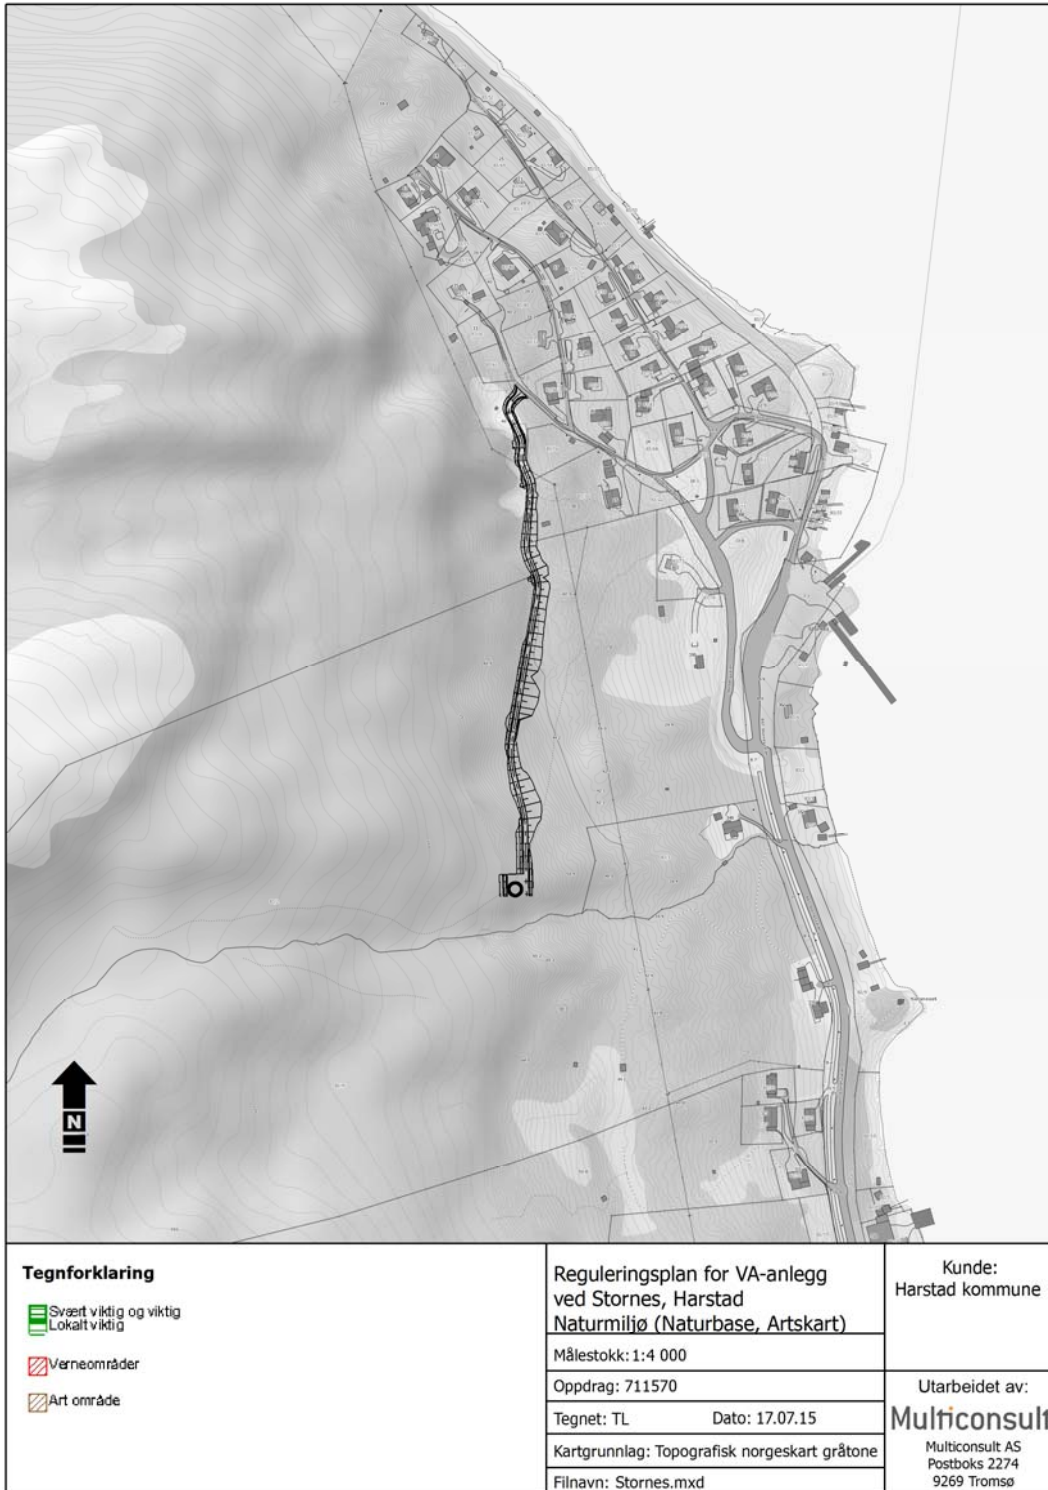 N
Tegnforklaring
Svært viktig og viktig
Lokalt viktig
Verneområder
Art område
Reguleringsplan for VA-anlegg
ved Stornes, Harstad
Naturmiljø (Naturbase, Artskart)
Målestokk: 1:4 000
Oppdrag: 711570
Tegnet: TL Dato: 17.07.15
Kartgrunnlag: Topografisk norgeskart gråtone
Filnavn: Stornes.mxd
Kunde:
Harstad kommune
Utarbeidet av:
Multiconsult
Multiconsult AS
Postboks 2274
9269 Tromsø